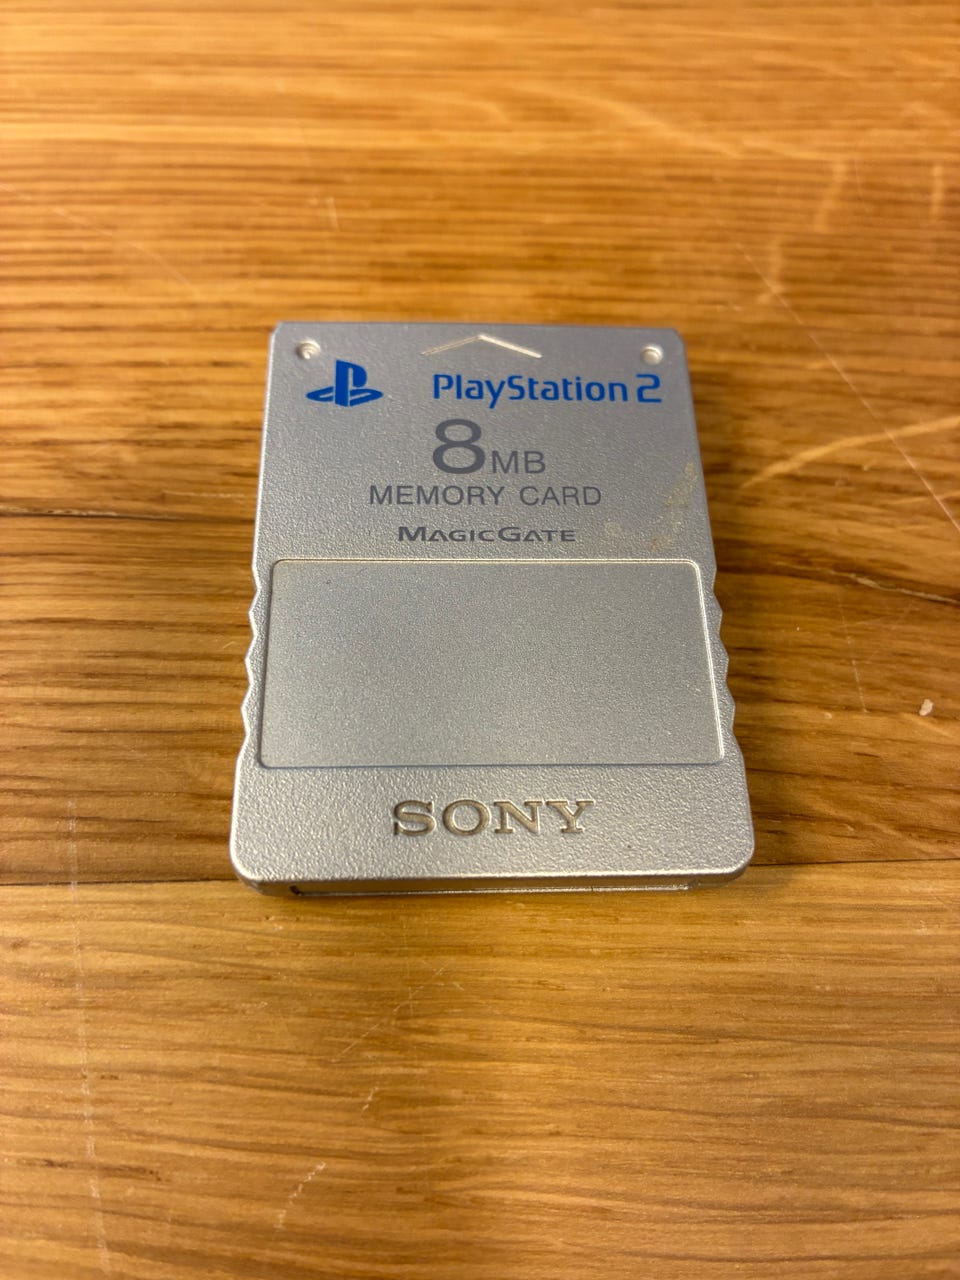 PlayStation 2
8MB
MEMORY CARD
MAGICGATE
SONY